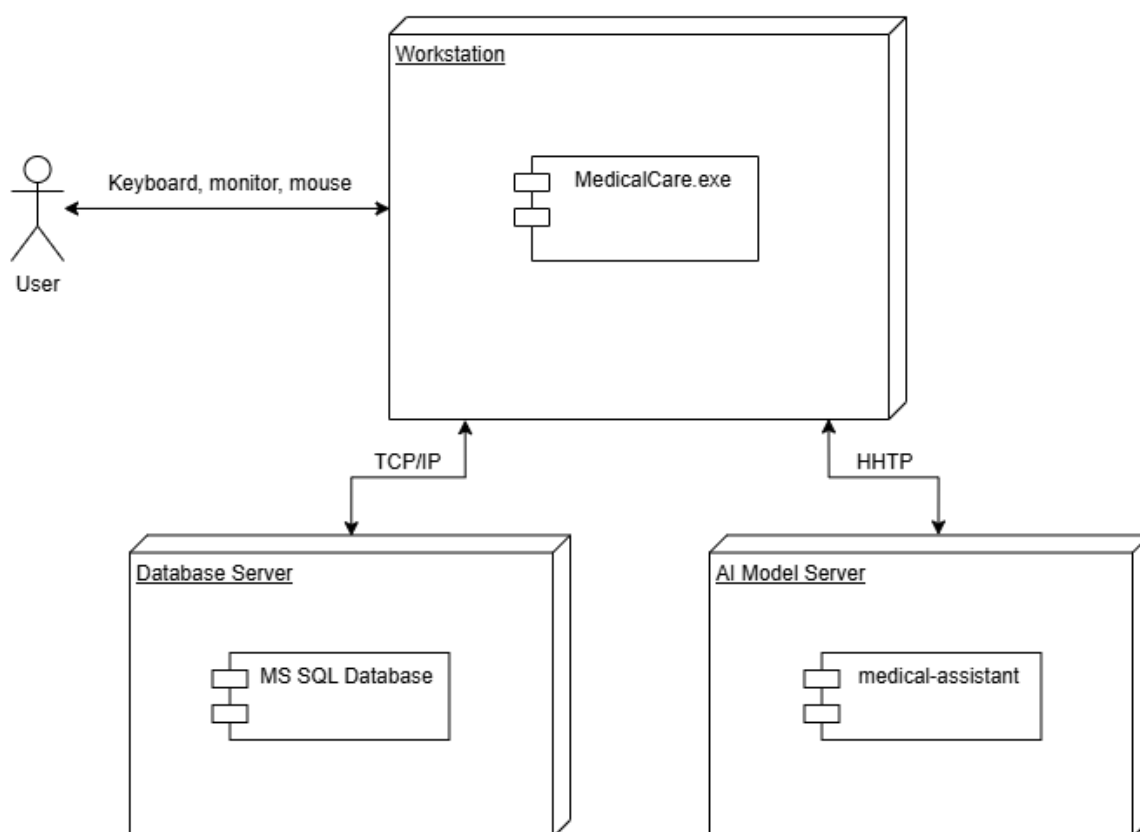 Workstation
MedicalCare.exe
Keyboard, monitor, mouse
User
TCP/IP
HHTP
Database Server
AI Model Server
MS SQL Database
medical-assistant